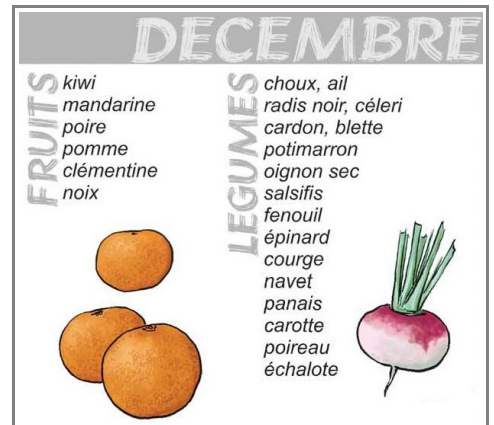 DECEMBRE
FRUITS
kiwi
mandarine
poire
pomme
clémentine
noix
LEGUMES
choux, ail
radis noir, céleri
cardon, blette
potimarron
oignon sec
salsifis
fenouil
épinard
courge
navet
panais
carotte
poireau
échalote